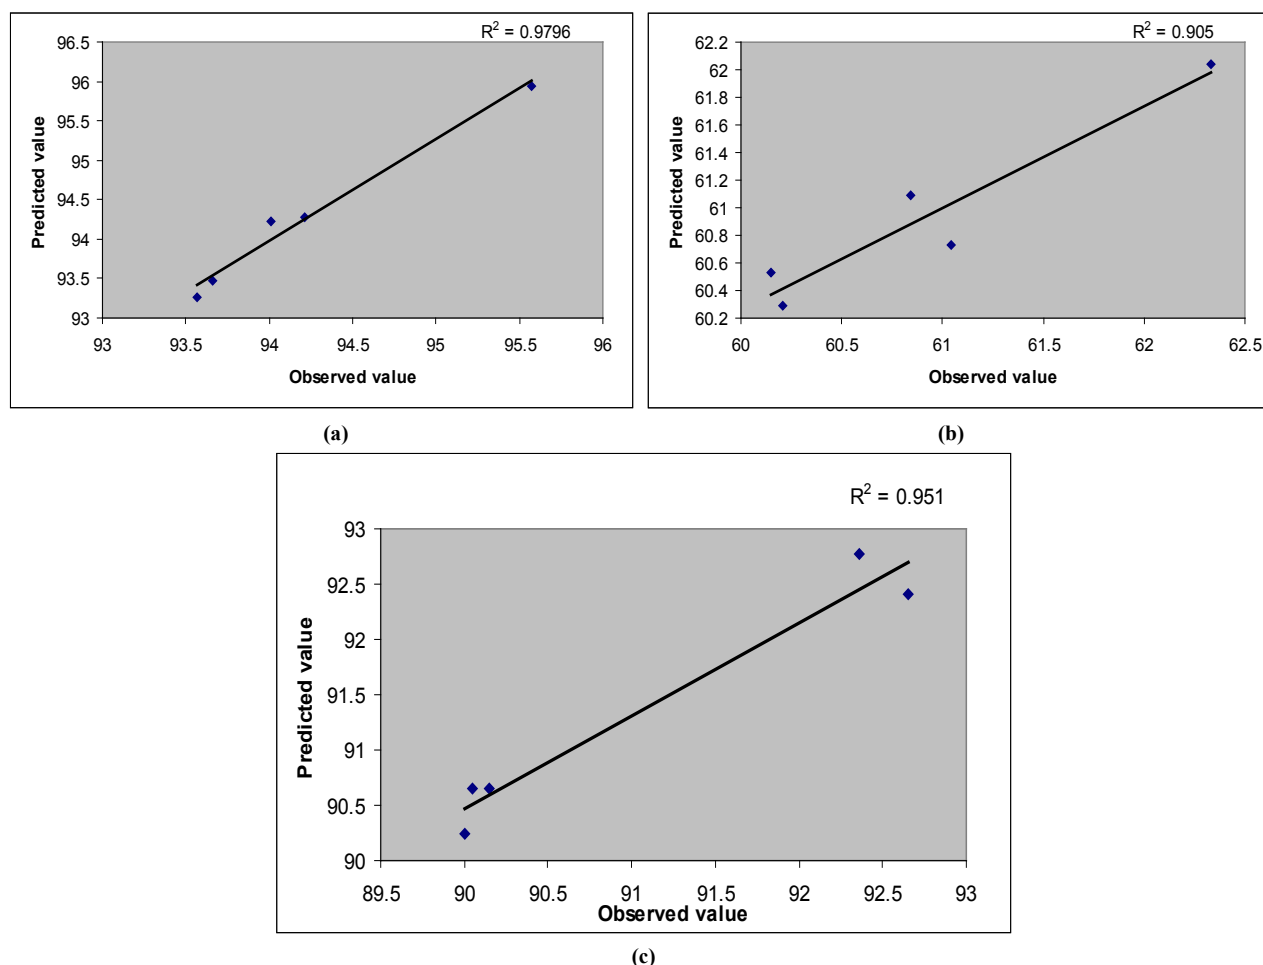 R² = 0.9796
96.5
96
95.5
95
94.5
94
93.5
93
Predicted value
93 93.5 94 94.5 95 95.5 96
Observed value
(a)
R² = 0.905
62.2
62
61.8
61.6
61.4
61.2
61
60.8
60.6
60.4
60.2
Predicted value
60 60.5 61 61.5 62 62.5
Observed value
(b)
R² = 0.951
93
92.5
92
91.5
91
90.5
90
Predicted value
89.5 90 90.5 91 91.5 92 92.5 93
Observed value
(c)